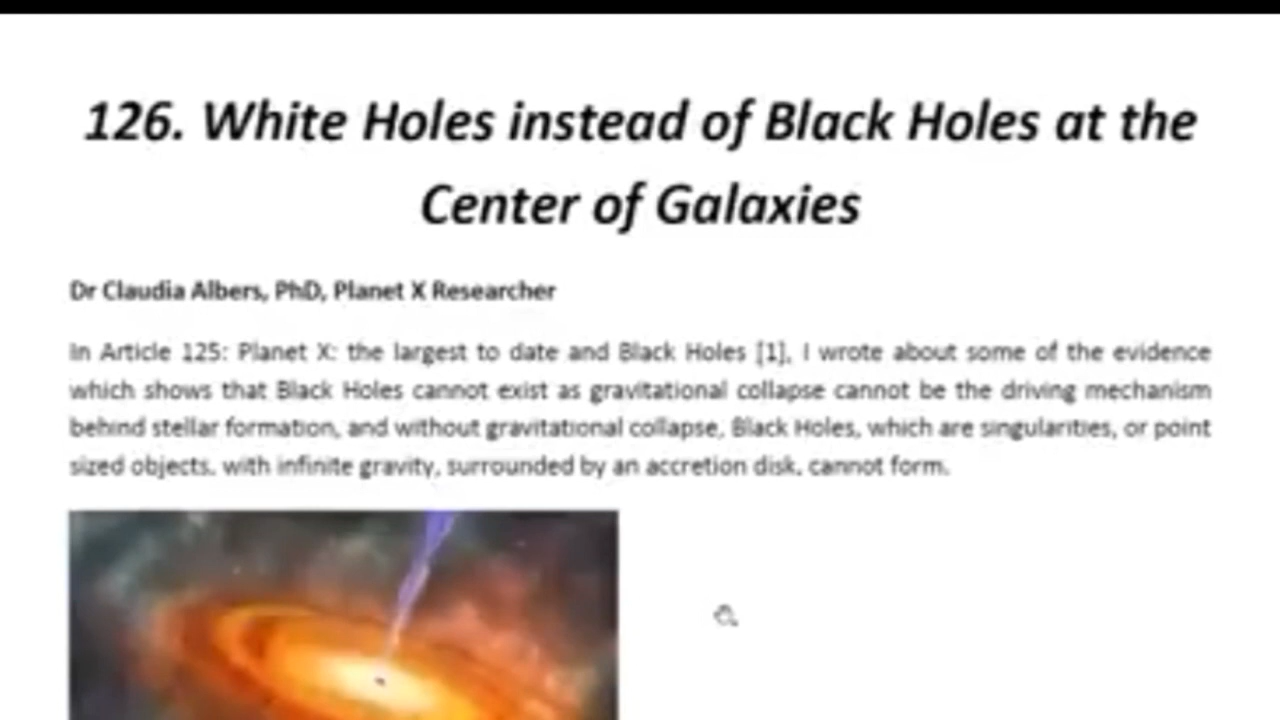 126. White Holes instead of Black Holes at the
Center of Galaxies
Dr Claudia Albers, PhD, Planet X Researcher
In Article 125: Planet X: the largest to date and Black Holes [1], I wrote about some of the evidence
which shows that Black Holes cannot exist as gravitational collapse cannot be the driving mechanism
behind stellar formation, and without gravitational collapse, Black Holes, which are singularities, or point
sized objects, with infinite gravity, surrounded by an accretion disk, cannot form.